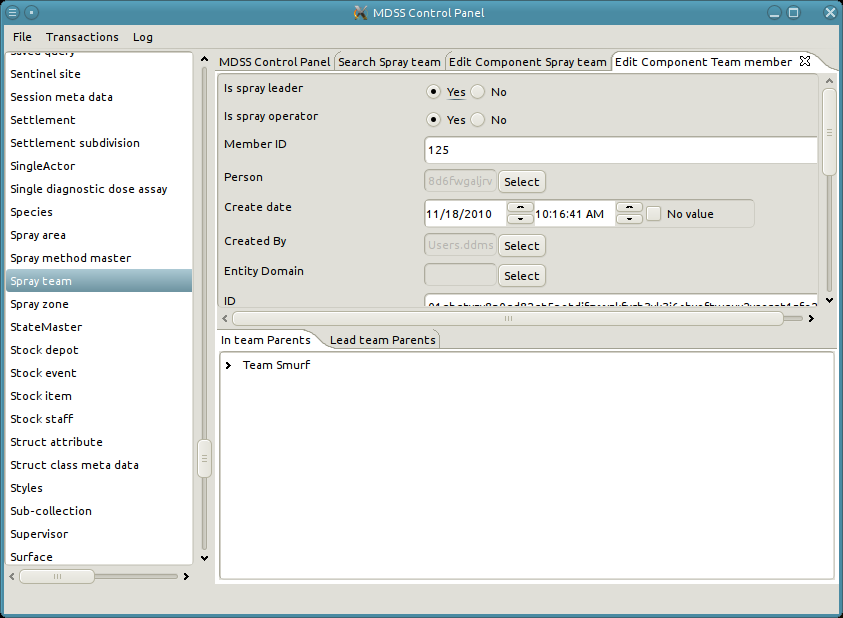 MDSS Control Panel
File Transactions Log
Saved query
Sentinel site
Session meta data
Settlement
Settlement subdivision
SingleActor
Single diagnostic dose assay
Species
Spray area
Spray method master
Spray team
Spray zone
StateMaster
Stock depot
Stock event
Stock item
Stock staff
Struct attribute
Struct class meta data
Styles
Sub-collection
Supervisor
Surface
MDSS Control Panel Search Spray team Edit Component Spray team Edit Component Team member
Is spray leader Yes No
Is spray operator Yes No
Member ID 125
Person 8d6fwgaljrv Select
Create date 11/18/2010 10:16:41 AM No value
Created By Users.ddms Select
Entity Domain Select
ID
In team Parents Lead team Parents
Team Smurf